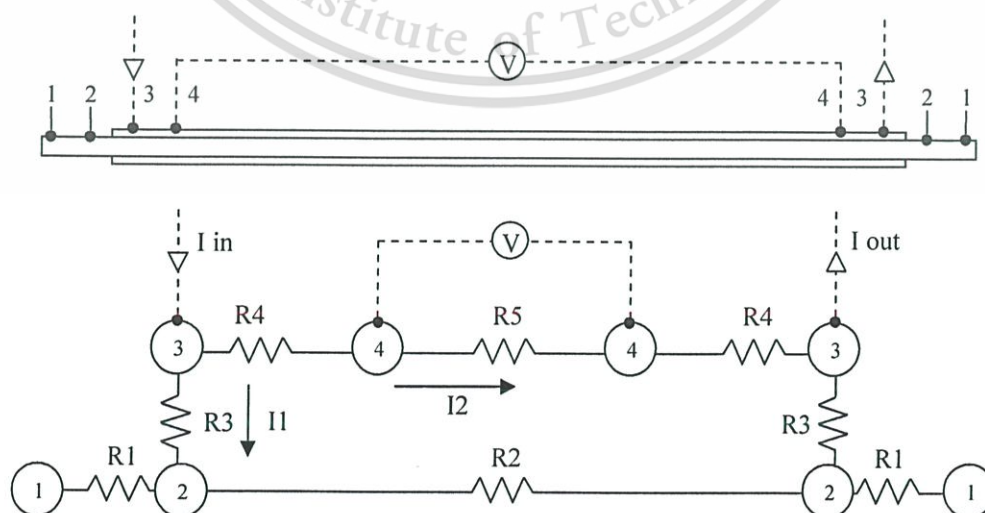 stitute of Techn
V
1 2 3 4 4 3 2 1
I in V I out
R4 R5 R4
3 4 4 3
I2
R3 I1 R3
R1 R2 R1
1 2 2 1